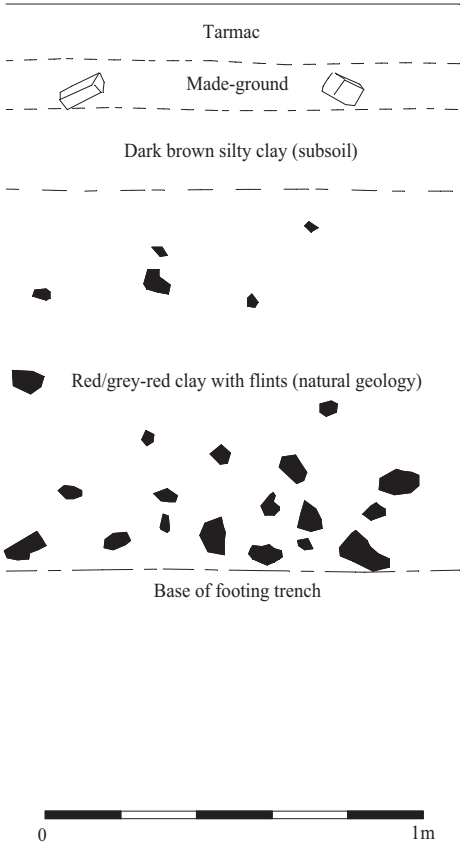 Tarmac
Made-ground
Dark brown silty clay (subsoil)
Red/grey-red clay with flints (natural geology)
Base of footing trench
0 1m